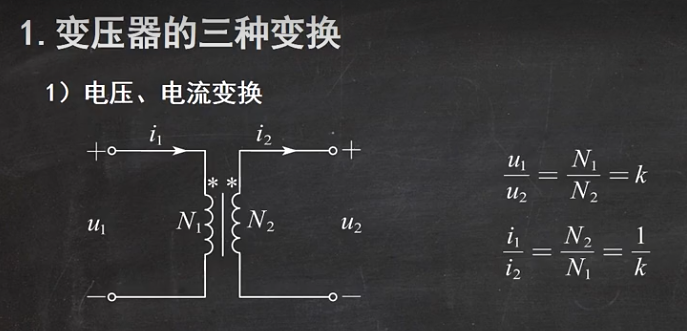 1. 变压器的三种变换
1）电压、电流变换
i₁ i₂
+ +
* *
u₁ N₁ N₂ u₂
— —
u₁/u₂ = N₁/N₂ = k
i₁/i₂ = N₂/N₁ = 1/k